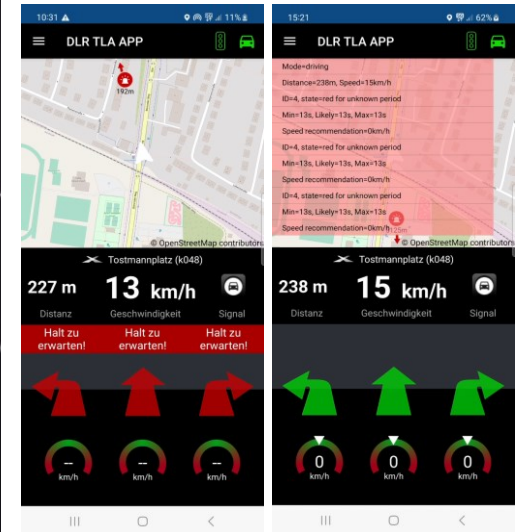 10:31
11%
DLR TLA APP
192m
© OpenStreetMap contributors
Tostmannplatz (k048)
227 m
13 km/h
Distanz
Geschwindigkeit
Signal
Halt zu erwarten!
Halt zu erwarten!
Halt zu erwarten!
--
km/h
--
km/h
--
km/h
15:21
62%
DLR TLA APP
Mode=driving
Distance=238m, Speed=15km/h
ID=4, state=red for unknown period
Min=13s, Likely=13s, Max=13s
Speed recommendation=0km/h
ID=4, state=red for unknown period
Min=13s, Likely=13s, Max=13s
Speed recommendation=0km/h
ID=4, state=red for unknown period
Min=13s, Likely=13s, Max=13s
Speed recommendation=0km/h
125m
© OpenStreetMap contributors
Tostmannplatz (k048)
238 m
15 km/h
Distanz
Geschwindigkeit
Signal
0
km/h
0
km/h
0
km/h